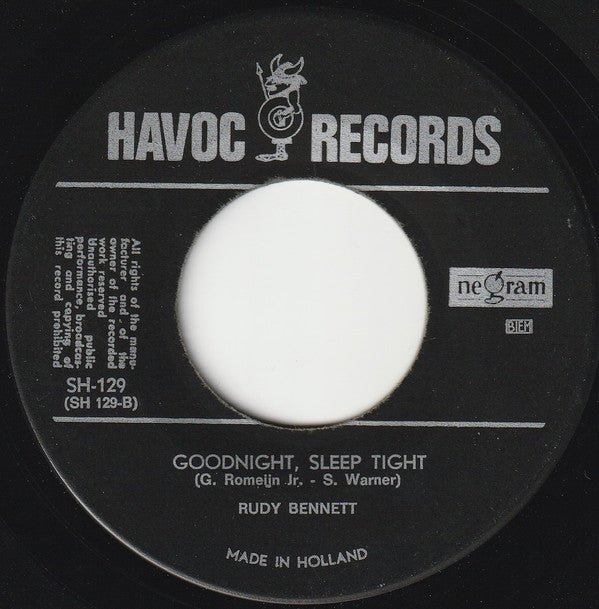 HAVOC RECORDS
All rights of the manu-
facturer and of the
owner of the recorded
work reserved
Unauthorised public
performance, broadcas-
ting and copying of
this record prohibited
SH-129
(SH 129-B)
negram
BIEM
GOODNIGHT, SLEEP TIGHT
(G. Romeijn Jr. - S. Warner)
RUDY BENNETT
MADE IN HOLLAND